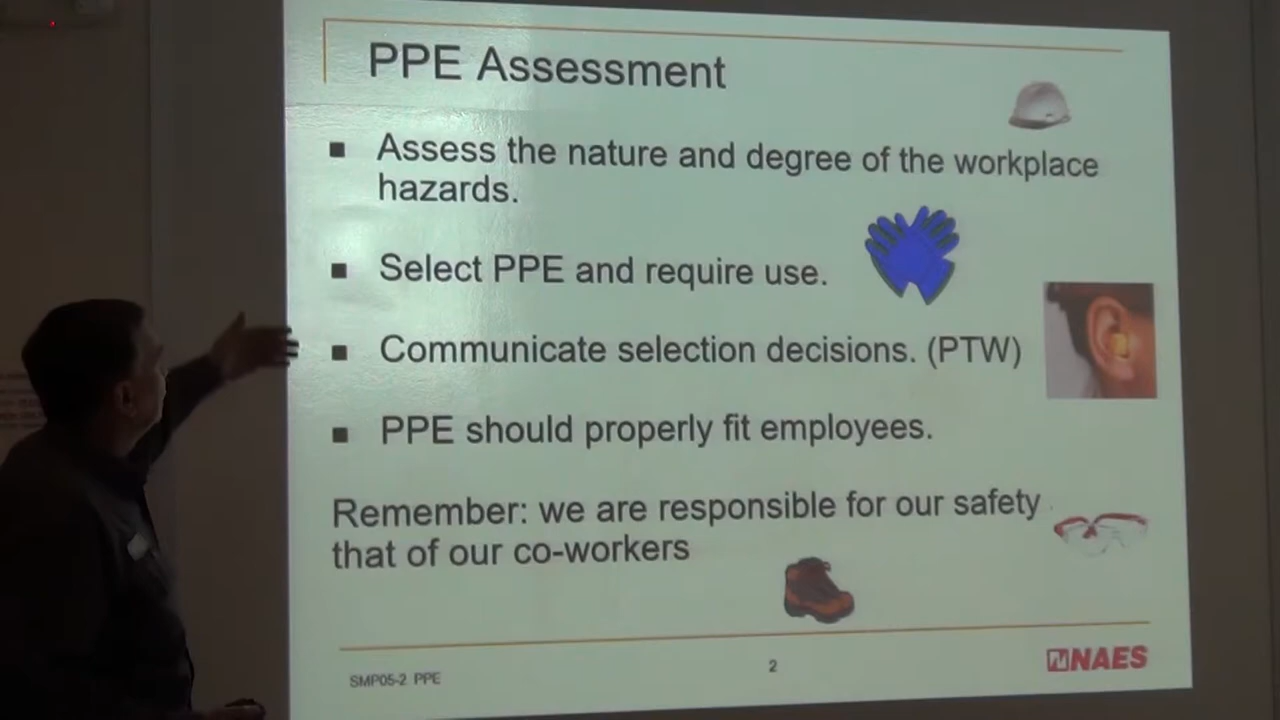 PPE Assessment
■ Assess the nature and degree of the workplace
hazards.
■ Select PPE and require use.
■ Communicate selection decisions. (PTW)
■ PPE should properly fit employees.
Remember: we are responsible for our safety
that of our co-workers
SMP05-2 PPE
2
NAES